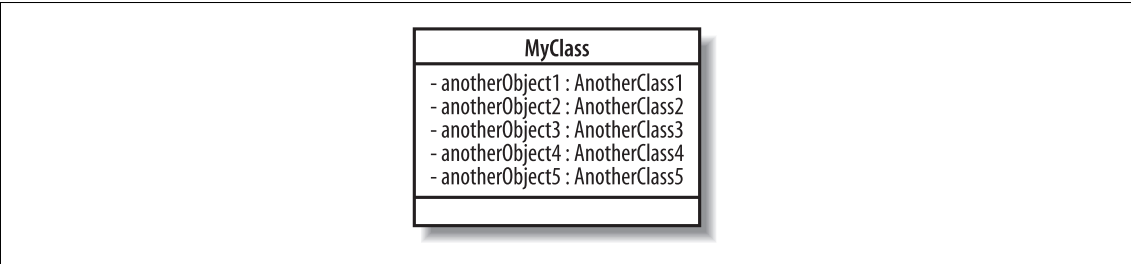 MyClass
- anotherObject1 : AnotherClass1
- anotherObject2 : AnotherClass2
- anotherObject3 : AnotherClass3
- anotherObject4 : AnotherClass4
- anotherObject5 : AnotherClass5